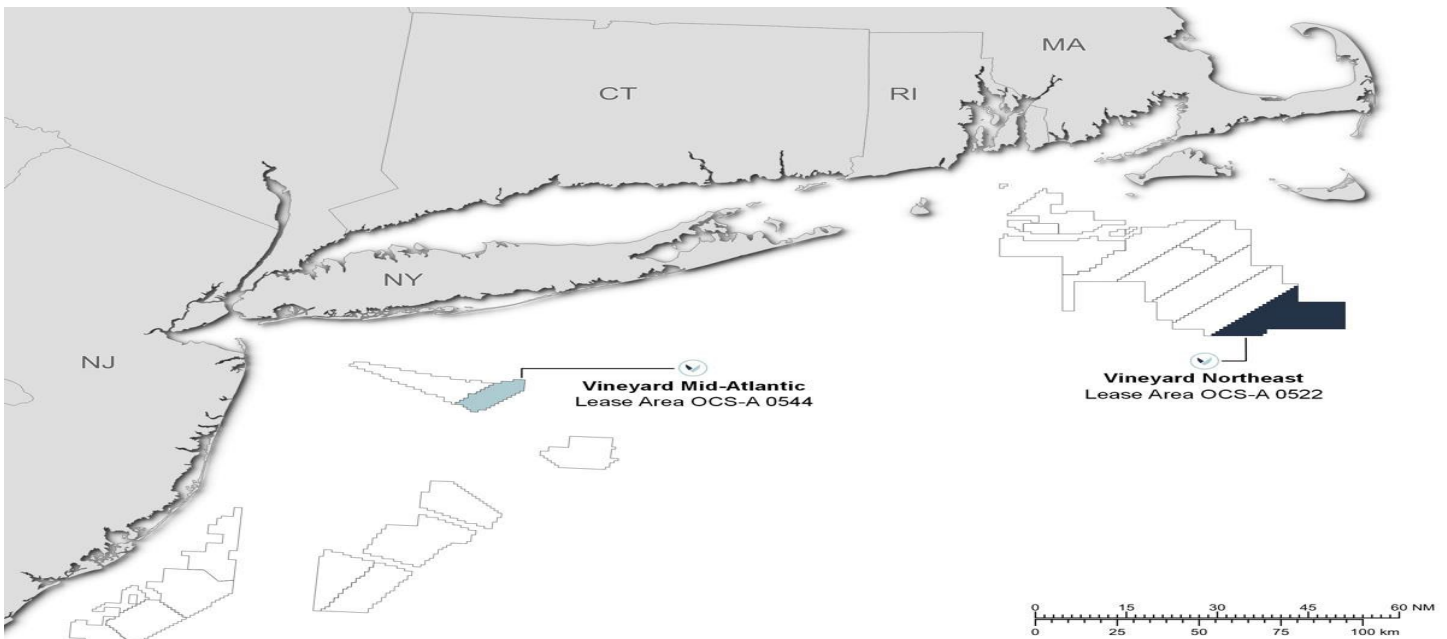 MA
CT
RI
NY
NJ
Vineyard Mid-Atlantic
Lease Area OCS-A 0544
Vineyard Northeast
Lease Area OCS-A 0522
0 15 30 45 60 NM
0 25 50 75 100 km